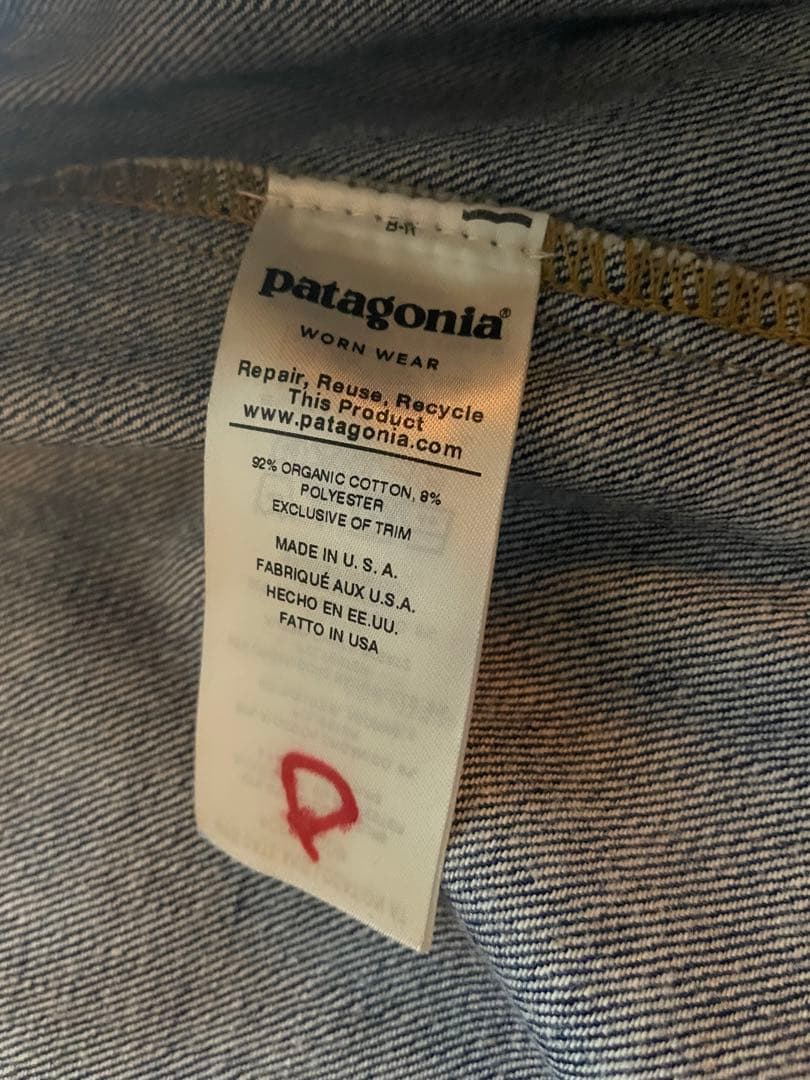 patagonia®
WORN WEAR
Repair, Reuse, Recycle
This Product
www.patagonia.com
92% ORGANIC COTTON, 8%
POLYESTER
EXCLUSIVE OF TRIM
MADE IN U. S. A.
FABRIQUÉ AUX U.S.A.
HECHO EN EE.UU.
FATTO IN USA